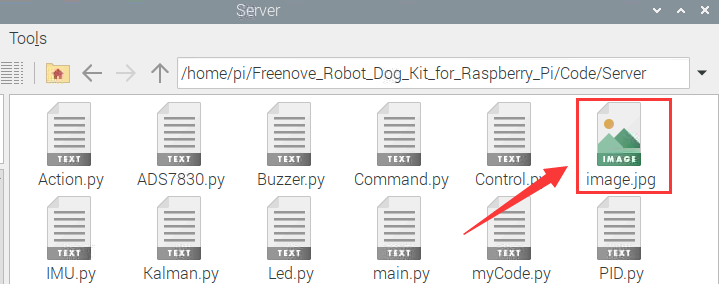 Server
Tools
/home/pi/Freenove_Robot_Dog_Kit_for_Raspberry_Pi/Code/Server
TEXT TEXT TEXT TEXT TEXT IMAGE
Action.py ADS7830.py Buzzer.py Command.py Control.py image.jpg
TEXT TEXT TEXT TEXT TEXT TEXT
IMU.py Kalman.py Led.py main.py myCode.py PID.py